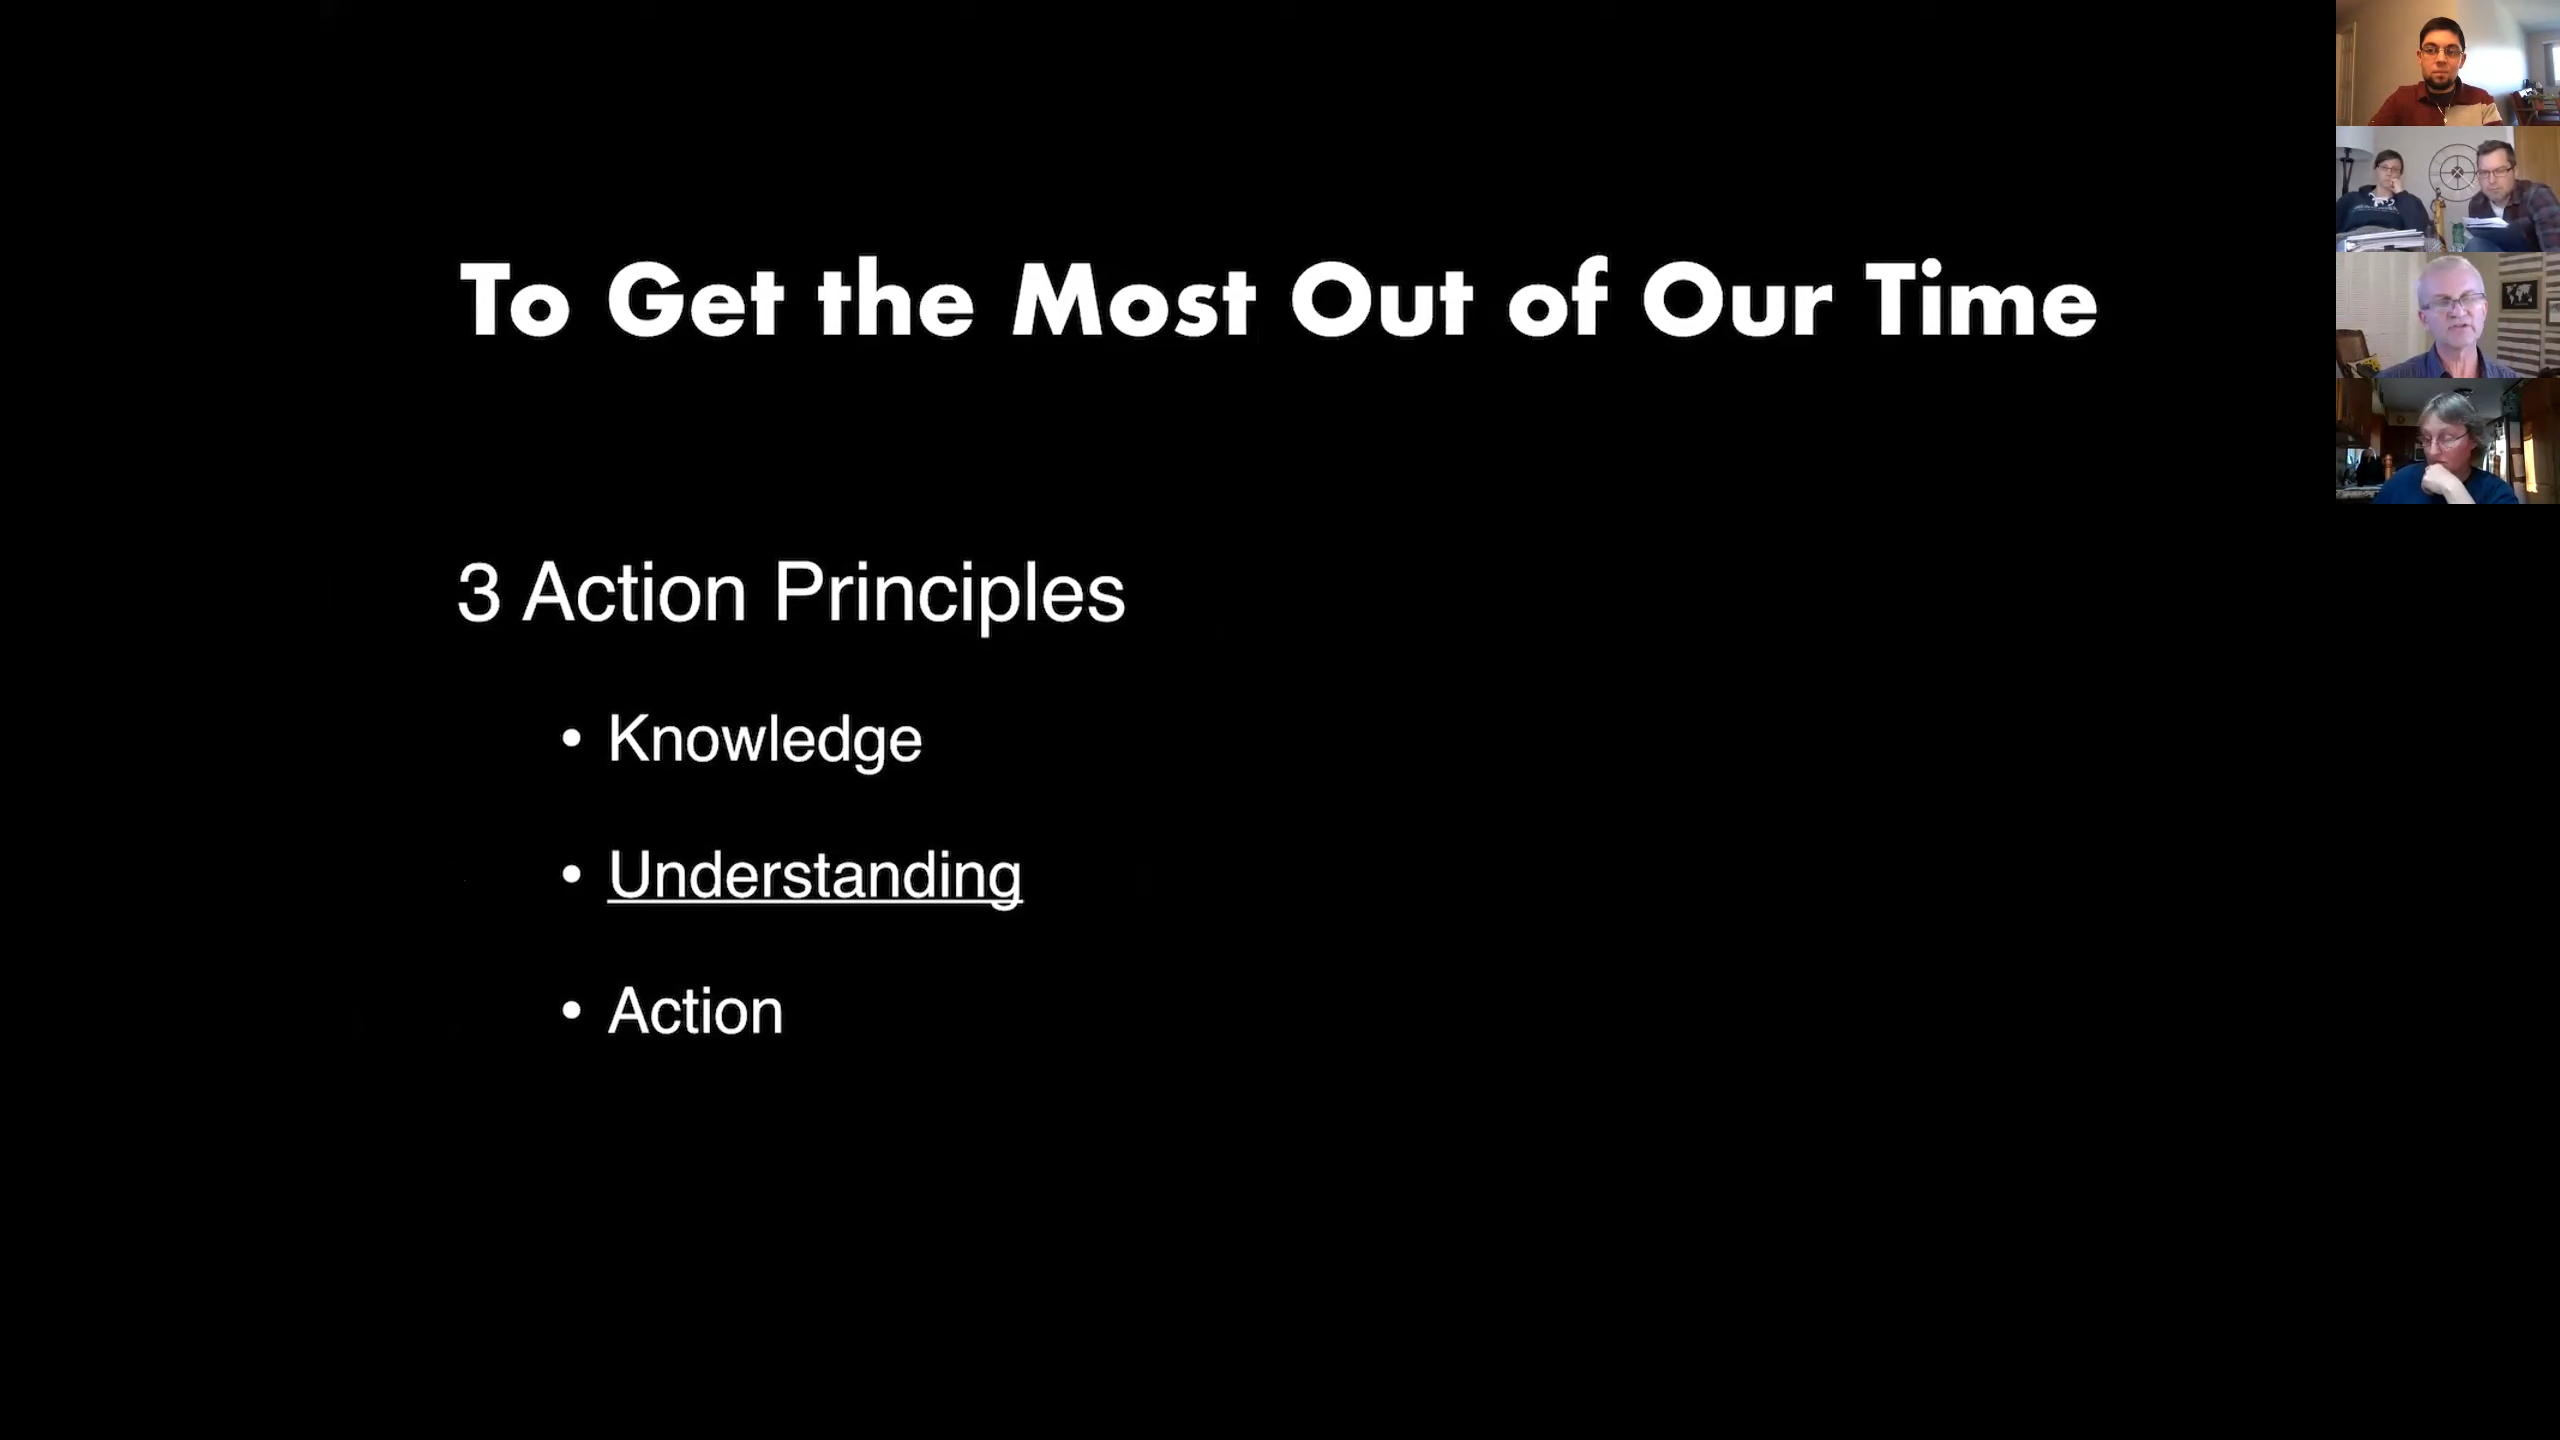 To Get the Most Out of Our Time
3 Action Principles
• Knowledge
• Understanding
• Action